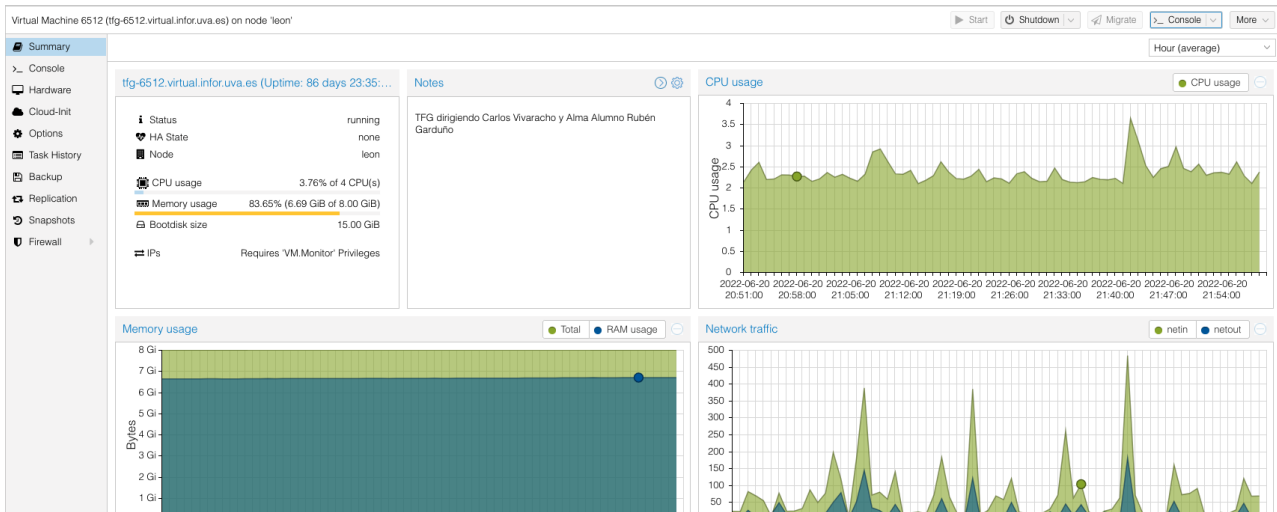 Virtual Machine 6512 (tfg-6512.virtual.infor.uva.es) on node 'leon'
Start
Shutdown
Migrate
Console
More
Summary
Console
Hardware
Cloud-Init
Options
Task History
Backup
Replication
Snapshots
Firewall
Hour (average)
tfg-6512.virtual.infor.uva.es (Uptime: 86 days 23:35:...
Status running
HA State none
Node leon
CPU usage 3.76% of 4 CPU(s)
Memory usage 83.65% (6.69 GiB of 8.00 GiB)
Bootdisk size 15.00 GiB
IPs Requires 'VM.Monitor' Privileges
Notes
TFG dirigiendo Carlos Vivaracho y Alma Alumno Rubén
Garduño
CPU usage
CPU usage
CPU usage
4
3.5
3
2.5
2
1.5
1
0.5
0
2022-06-20 2022-06-20 2022-06-20 2022-06-20 2022-06-20 2022-06-20 2022-06-20 2022-06-20 2022-06-20 2022-06-20
20:51:00 20:58:00 21:05:00 21:12:00 21:19:00 21:26:00 21:33:00 21:40:00 21:47:00 21:54:00
Memory usage
Total RAM usage
Bytes
8 Gi
7 Gi
6 Gi
5 Gi
4 Gi
3 Gi
2 Gi
1 Gi
Network traffic
netin netout
500
450
400
350
300
250
200
150
100
50